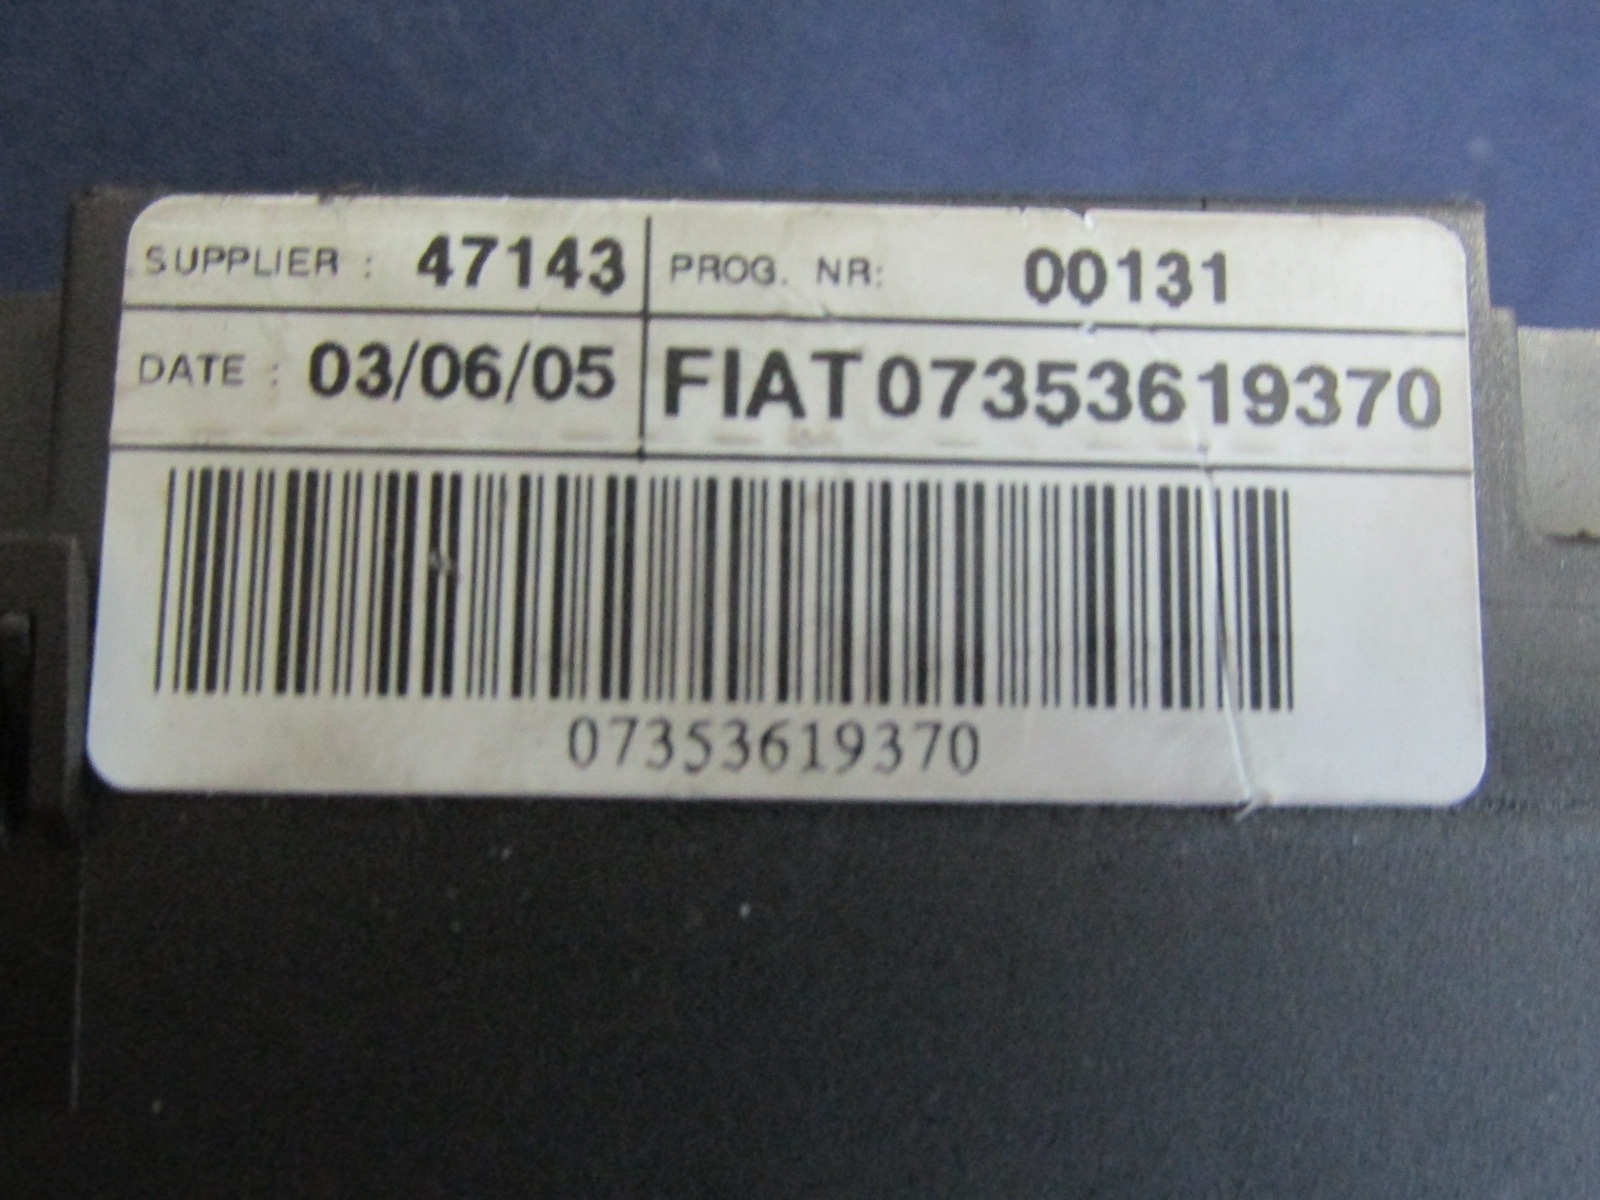 SUPPLIER : 47143 PROG. NR: 00131
DATE : 03/06/05 FIAT 07353619370
07353619370